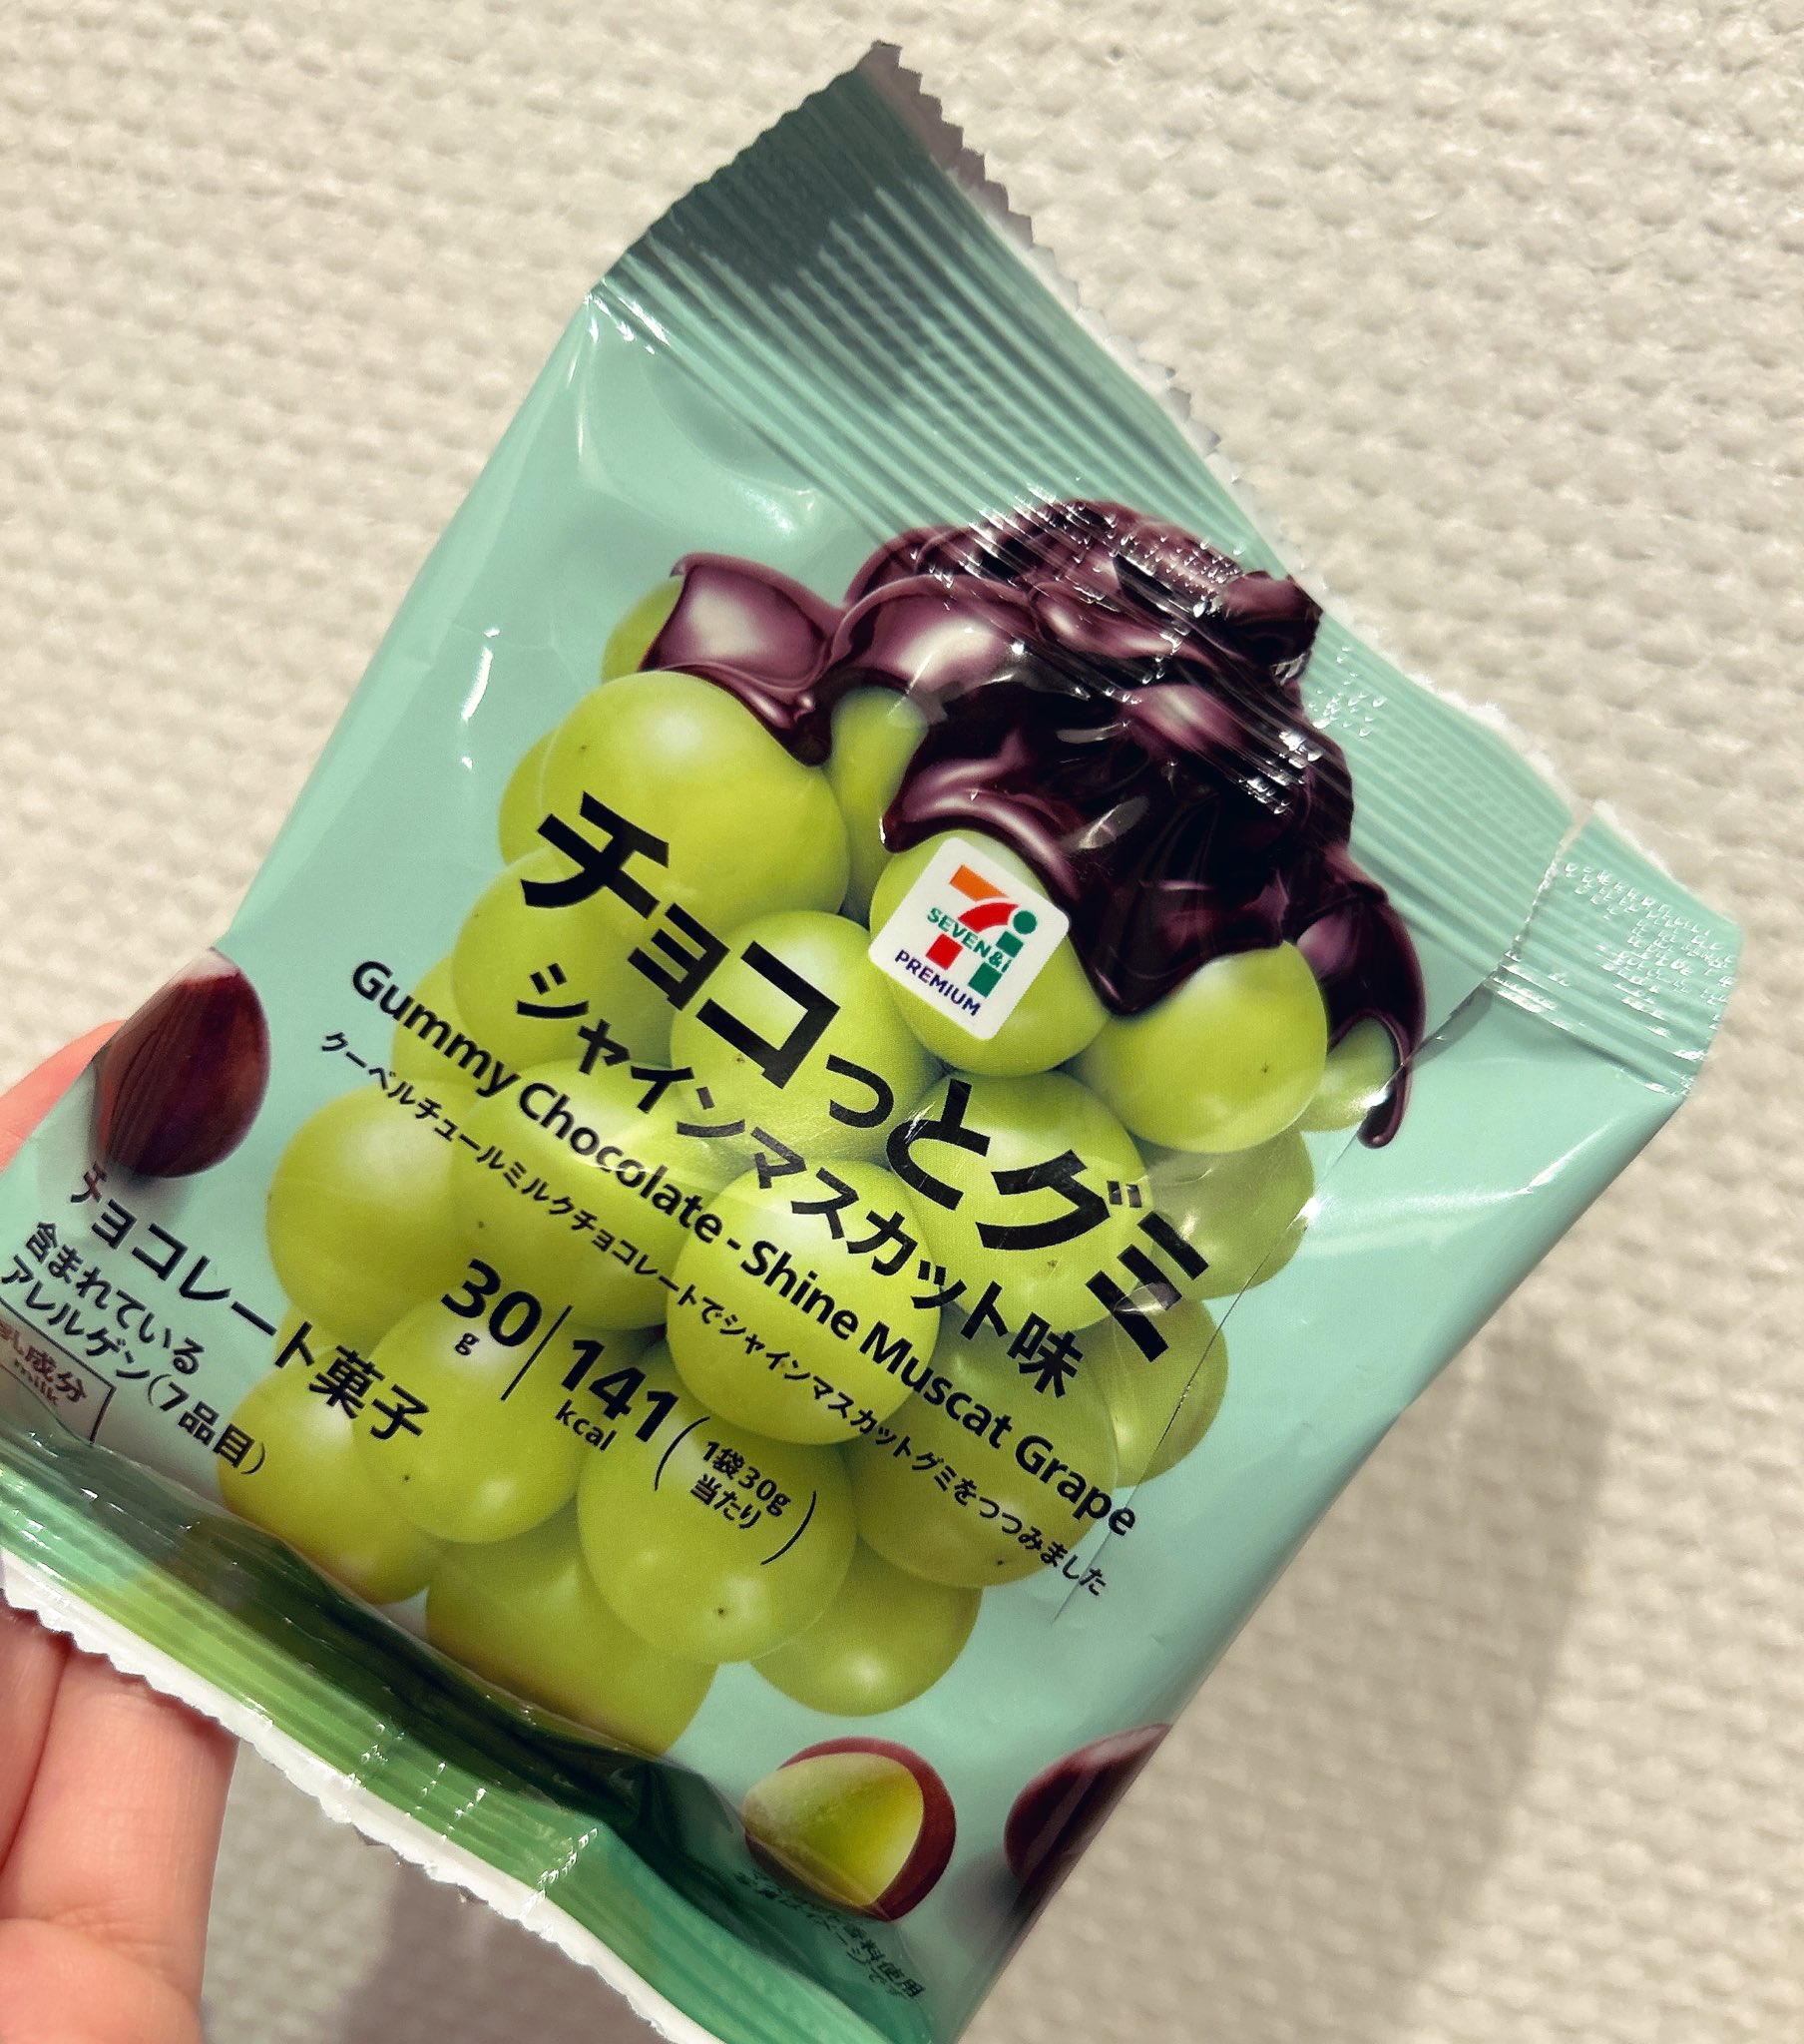 7i
SEVEN&i
PREMIUM
チョコっとグミ
シャインマスカット味
Gummy Chocolate - Shine Muscat Grape
クーベルチュールミルクチョコレートでシャインマスカットグミをつつみました
30g
141kcal
(1袋30g
当たり)
チョコレート菓子
含まれている
アレルゲン(7品目)
乳成分
milk